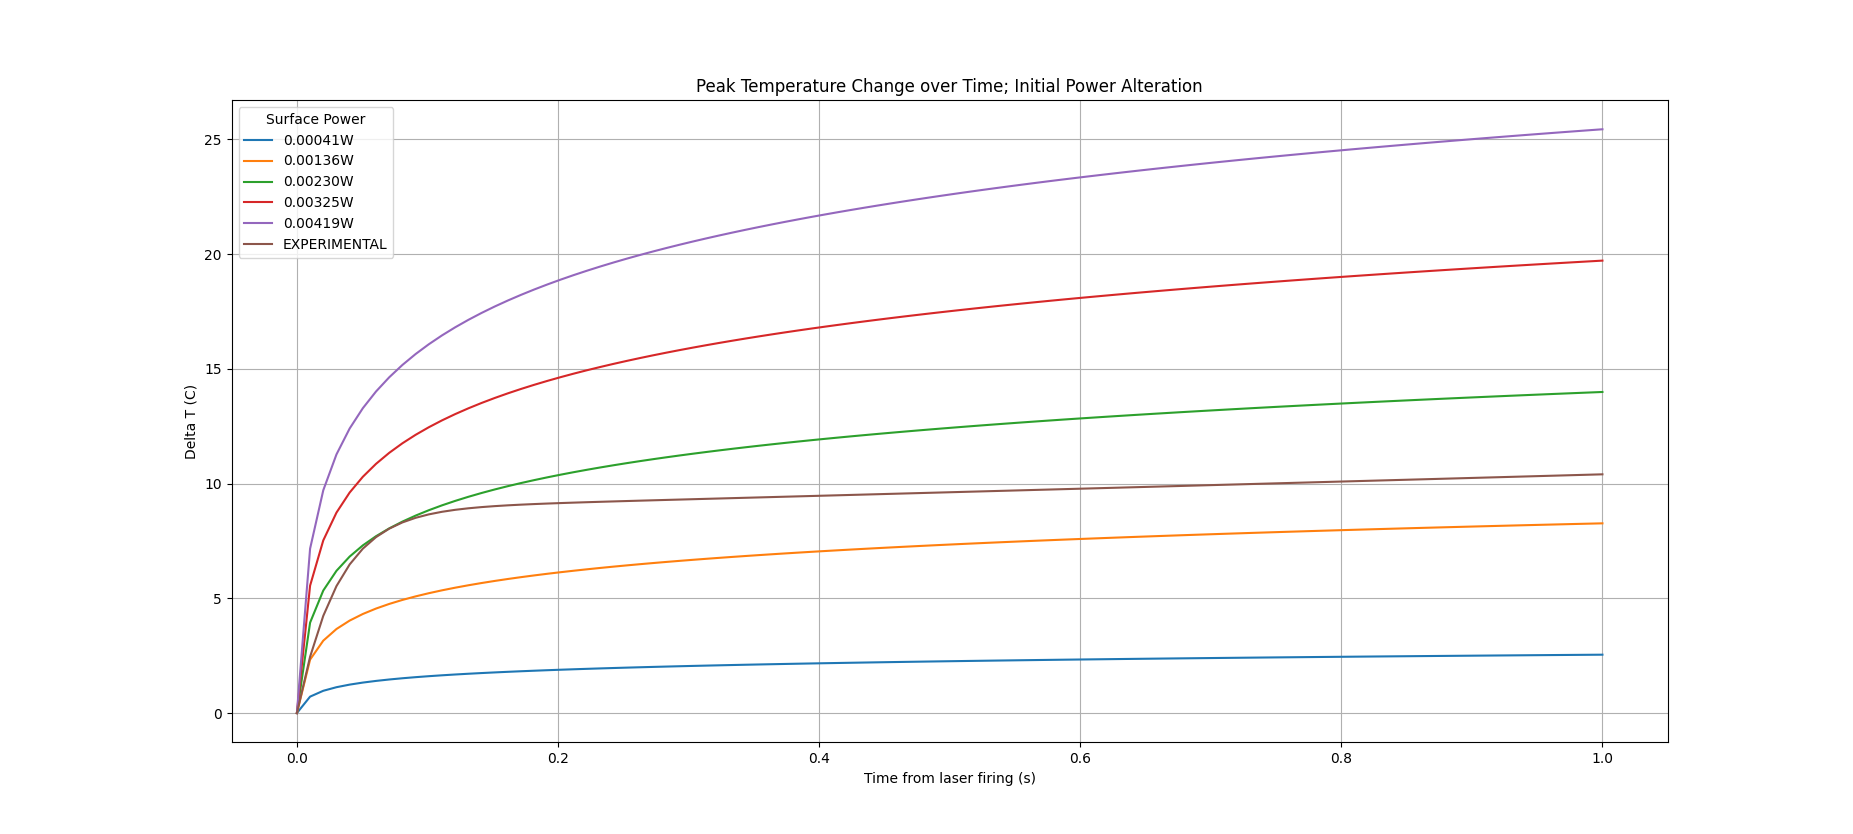 Peak Temperature Change over Time; Initial Power Alteration
Surface Power
0.00041W
0.00136W
0.00230W
0.00325W
0.00419W
EXPERIMENTAL
25
20
15
10
5
0
Delta T (C)
0.0 0.2 0.4 0.6 0.8 1.0
Time from laser firing (s)